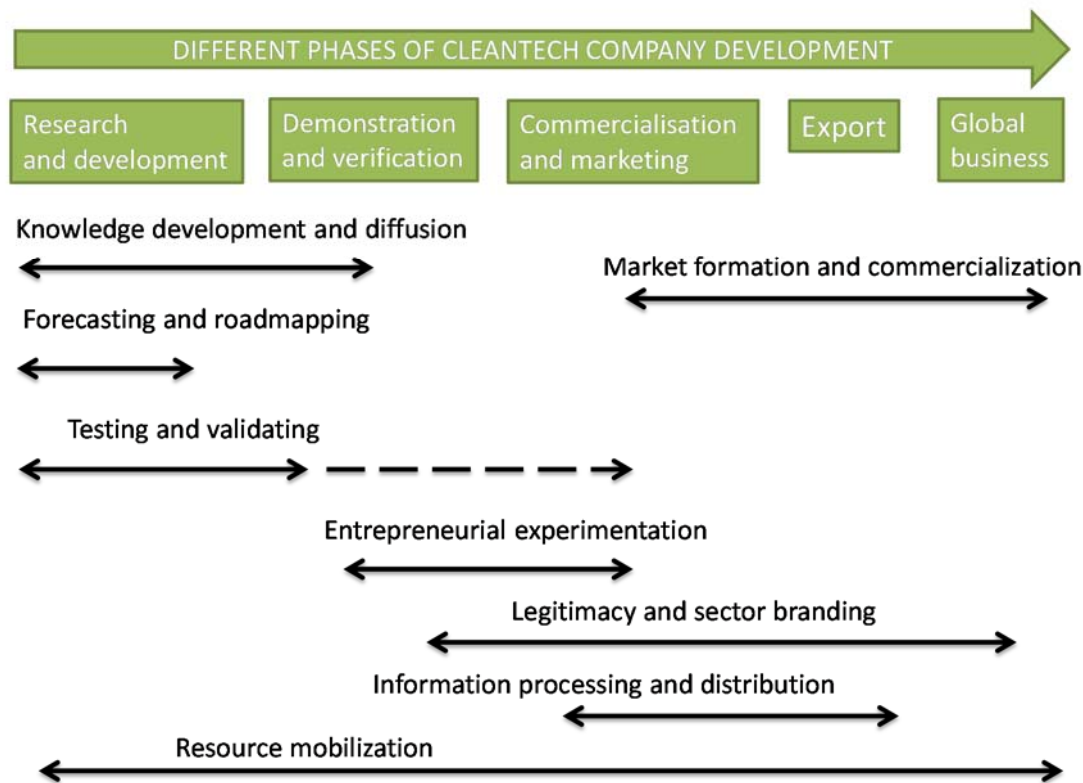 DIFFERENT PHASES OF CLEANTECH COMPANY DEVELOPMENT
Research
and development
Demonstration
and verification
Commercialisation
and marketing
Export
Global
business
Knowledge development and diffusion
Market formation and commercialization
Forecasting and roadmapping
Testing and validating
Entrepreneurial experimentation
Legitimacy and sector branding
Information processing and distribution
Resource mobilization